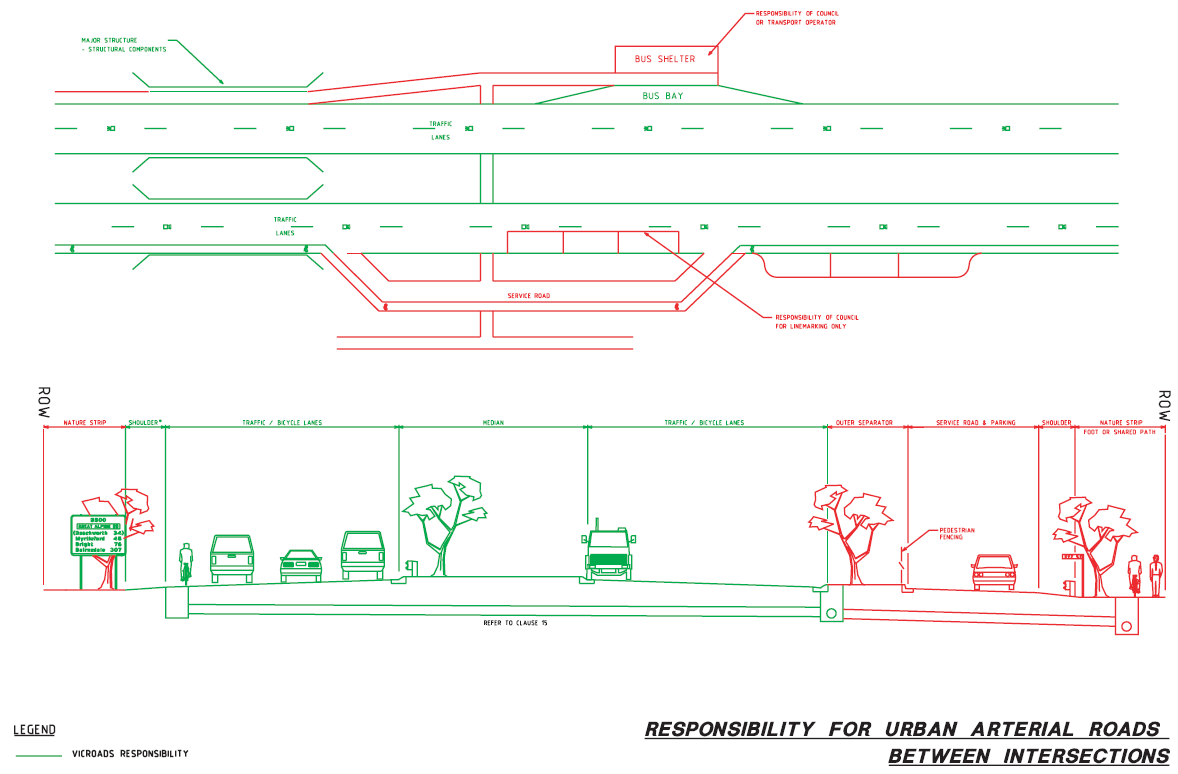 RESPONSIBILITY OF COUNCIL
OR TRANSPORT OPERATOR
MAJOR STRUCTURE
- STRUCTURAL COMPONENTS
BUS SHELTER
BUS BAY
TRAFFIC
LANES
TRAFFIC
LANES
SERVICE ROAD
RESPONSIBILITY OF COUNCIL
FOR LINEMARKING ONLY
ROW
ROW
NATURE STRIP
SHOULDER*
TRAFFIC / BICYCLE LANES
MEDIAN
TRAFFIC / BICYCLE LANES
OUTER SEPARATOR
SERVICE ROAD & PARKING
SHOULDER
NATURE STRIP
FOOT OR SHARED PATH
B500
GREAT ALPINE RD
(Beechworth 34)
Myrtleford 45
Bright 76
Bairnsdale 307
PEDESTRIAN
FENCING
REFER TO CLAUSE 15
LEGEND
VICROADS RESPONSIBILITY
RESPONSIBILITY FOR URBAN ARTERIAL ROADS
BETWEEN INTERSECTIONS